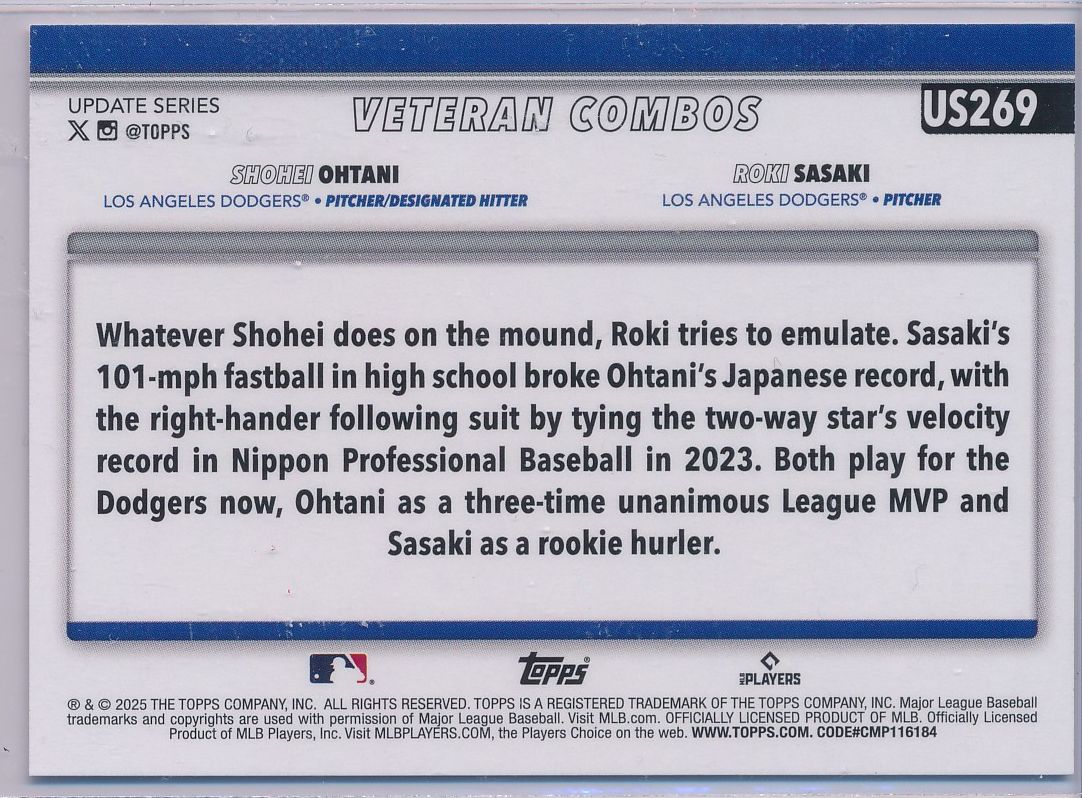 UPDATE SERIES
@TOPPS
VETERAN COMBOS
US269
SHOHEI OHTANI
LOS ANGELES DODGERS® • PITCHER/DESIGNATED HITTER
ROKI SASAKI
LOS ANGELES DODGERS® • PITCHER
Whatever Shohei does on the mound, Roki tries to emulate. Sasaki's
101-mph fastball in high school broke Ohtani's Japanese record, with
the right-hander following suit by tying the two-way star's velocity
record in Nippon Professional Baseball in 2023. Both play for the
Dodgers now, Ohtani as a three-time unanimous League MVP and
Sasaki as a rookie hurler.
Topps®
MLB PLAYERS
® & © 2025 THE TOPPS COMPANY, INC. ALL RIGHTS RESERVED. TOPPS IS A REGISTERED TRADEMARK OF THE TOPPS COMPANY, INC. Major League Baseball
trademarks and copyrights are used with permission of Major League Baseball. Visit MLB.com. OFFICIALLY LICENSED PRODUCT OF MLB. Officially Licensed
Product of MLB Players, Inc. Visit MLBPLAYERS.COM, the Players Choice on the web. WWW.TOPPS.COM. CODE#CMP116184